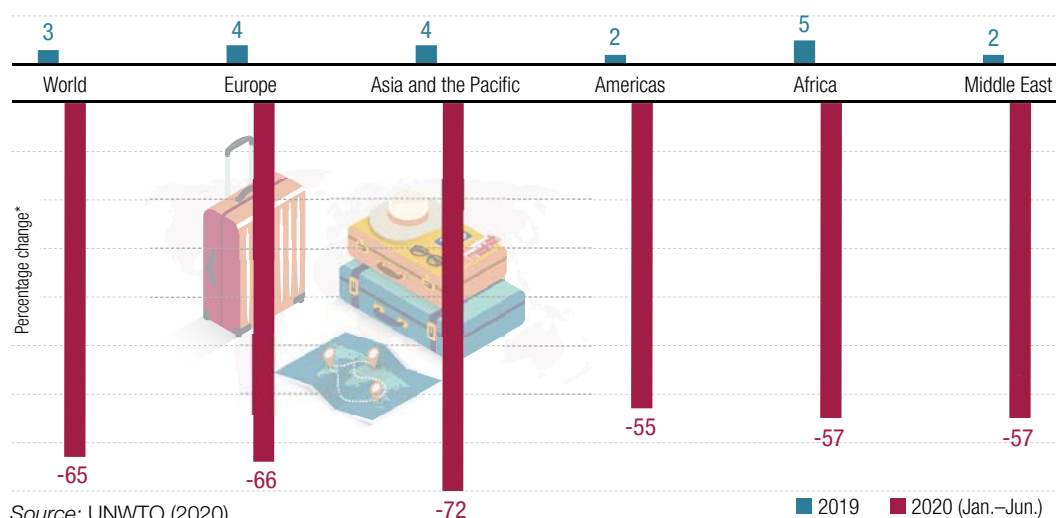 3 4 4 2 5 2
World Europe Asia and the Pacific Americas Africa Middle East
Percentage change*
-55
-57 -57
-65 -66
-72
Source: UNWTO (2020)
2019 2020 (Jan.–Jun.)